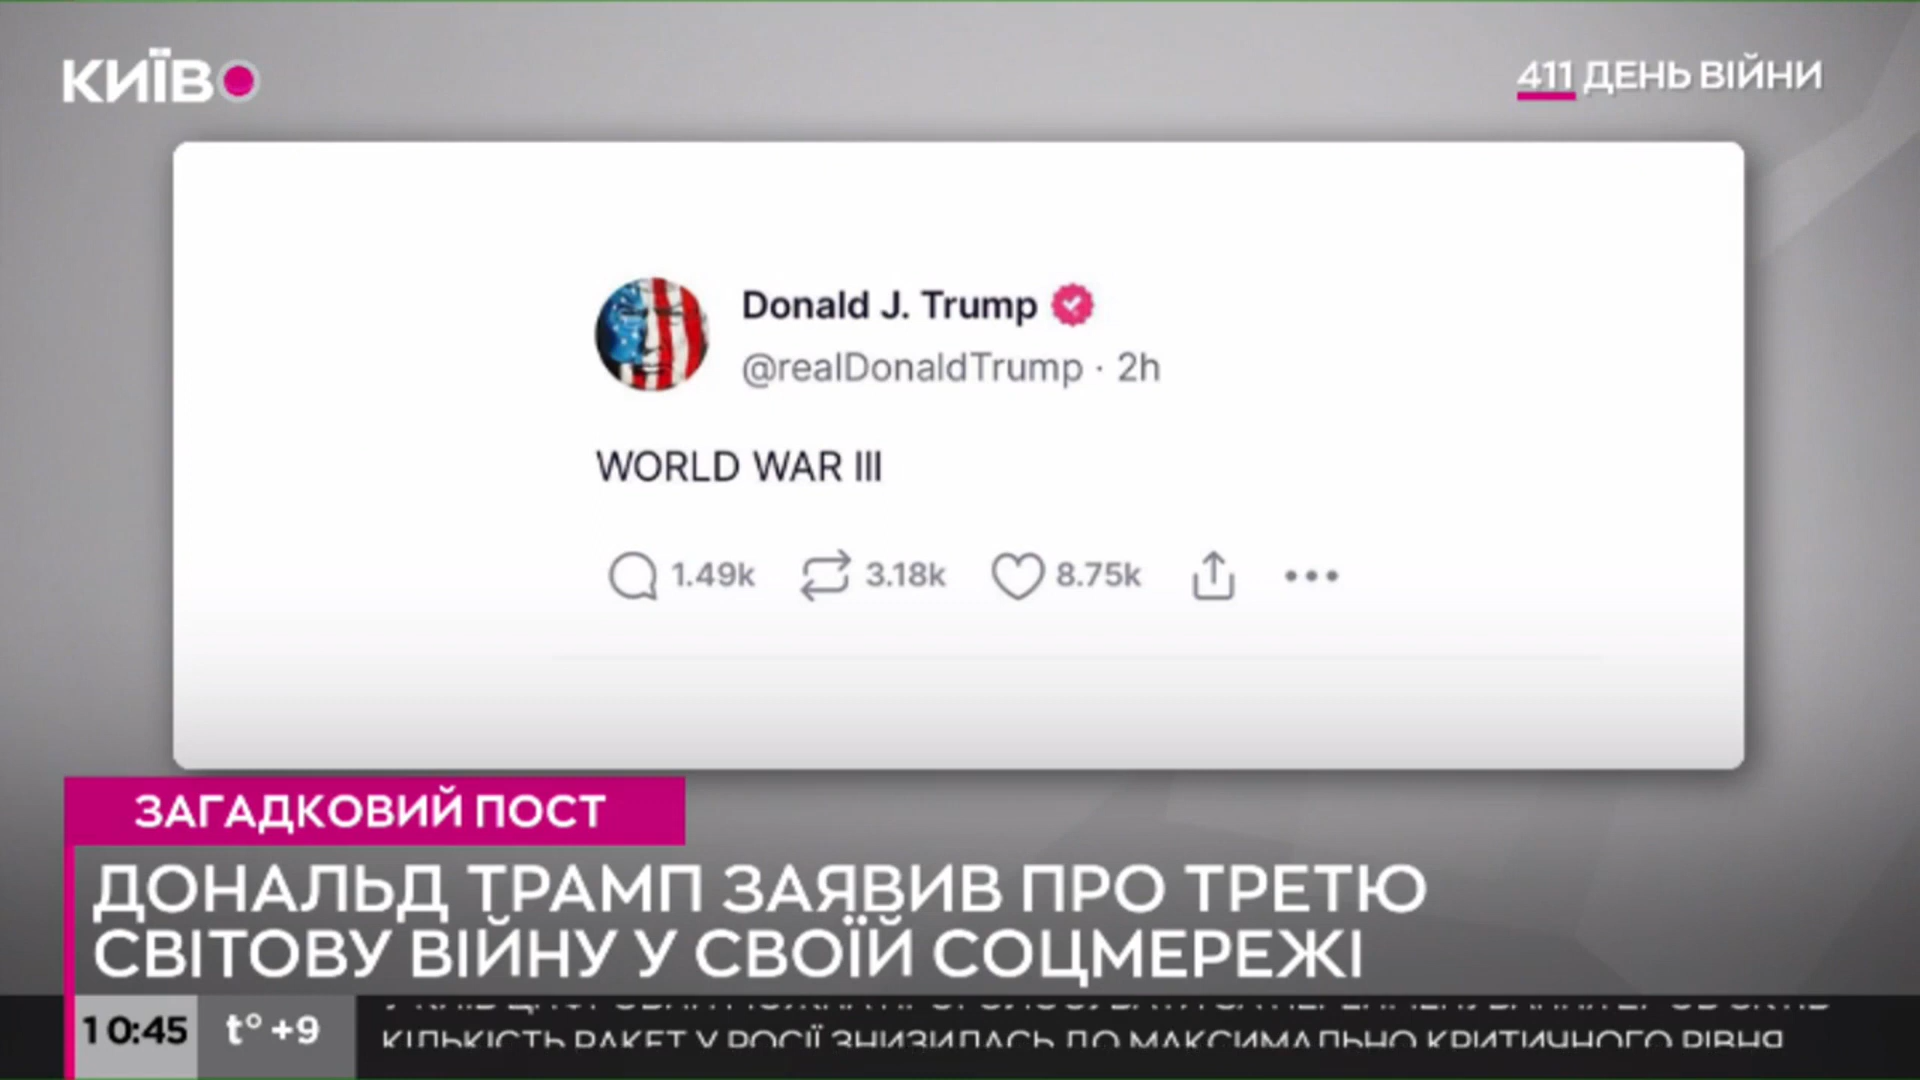 КИЇВ
411 ДЕНЬ ВІЙНИ
Donald J. Trump
@realDonaldTrump · 2h
WORLD WAR III
1.49k 3.18k 8.75k
ЗАГАДКОВИЙ ПОСТ
ДОНАЛЬД ТРАМП ЗАЯВИВ ПРО ТРЕТЮ
СВІТОВУ ВІЙНУ У СВОЇЙ СОЦМЕРЕЖІ
10:45 t° +9
КІЛЬКІСТЬ РАКЕТ У РОСІЇ ЗНИЗИЛАСЬ ДО МАКСИМАЛЬНО КРИТИЧНОГО РІВНЯ